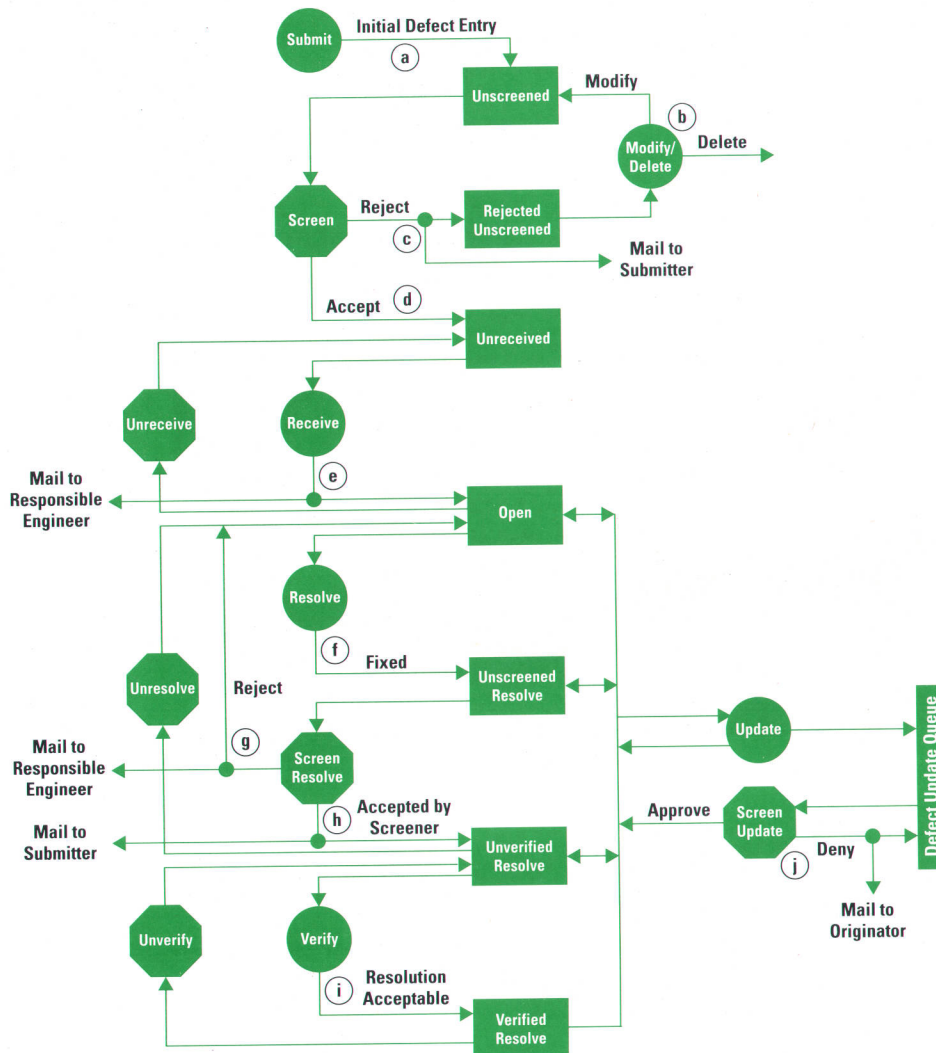 Submit
Initial Defect Entry
a
Unscreened
Modify
b
Modify/
Delete
Delete
Screen
Reject
c
Rejected
Unscreened
Mail to
Submitter
Accept
d
Unreceived
Unreceive
Receive
e
Mail to
Responsible
Engineer
Open
Resolve
f
Fixed
Unscreened
Resolve
Unresolve
Reject
g
Screen
Resolve
Mail to
Responsible
Engineer
Update
Defect Update Queue
h
Accepted by
Screener
Mail to
Submitter
Unverified
Resolve
Approve
Screen
Update
j
Deny
Mail to
Originator
Unverify
Verify
i
Resolution
Acceptable
Verified
Resolve